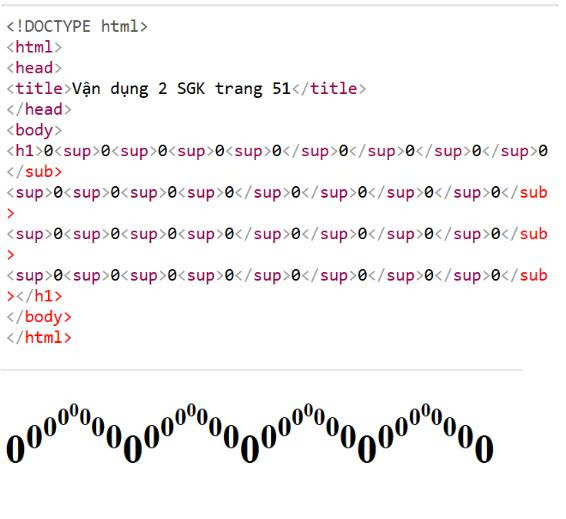 <!DOCTYPE html>
<html>
<head>
<title>Vận dụng 2 SGK trang 51</title>
</head>
<body>
<h1>0<sup>0<sup>0<sup>0<sup>0</sup>0</sup>0</sup>0</sup>0
</sub>
<sup>0<sup>0<sup>0<sup>0</sup>0</sup>0</sup>0</sup>0</sub
>
<sup>0<sup>0<sup>0<sup>0</sup>0</sup>0</sup>0</sup>0</sub
>
<sup>0<sup>0<sup>0<sup>0</sup>0</sup>0</sup>0</sup>0</sub
></h1>
</body>
</html>
000000000000000000000000000000000